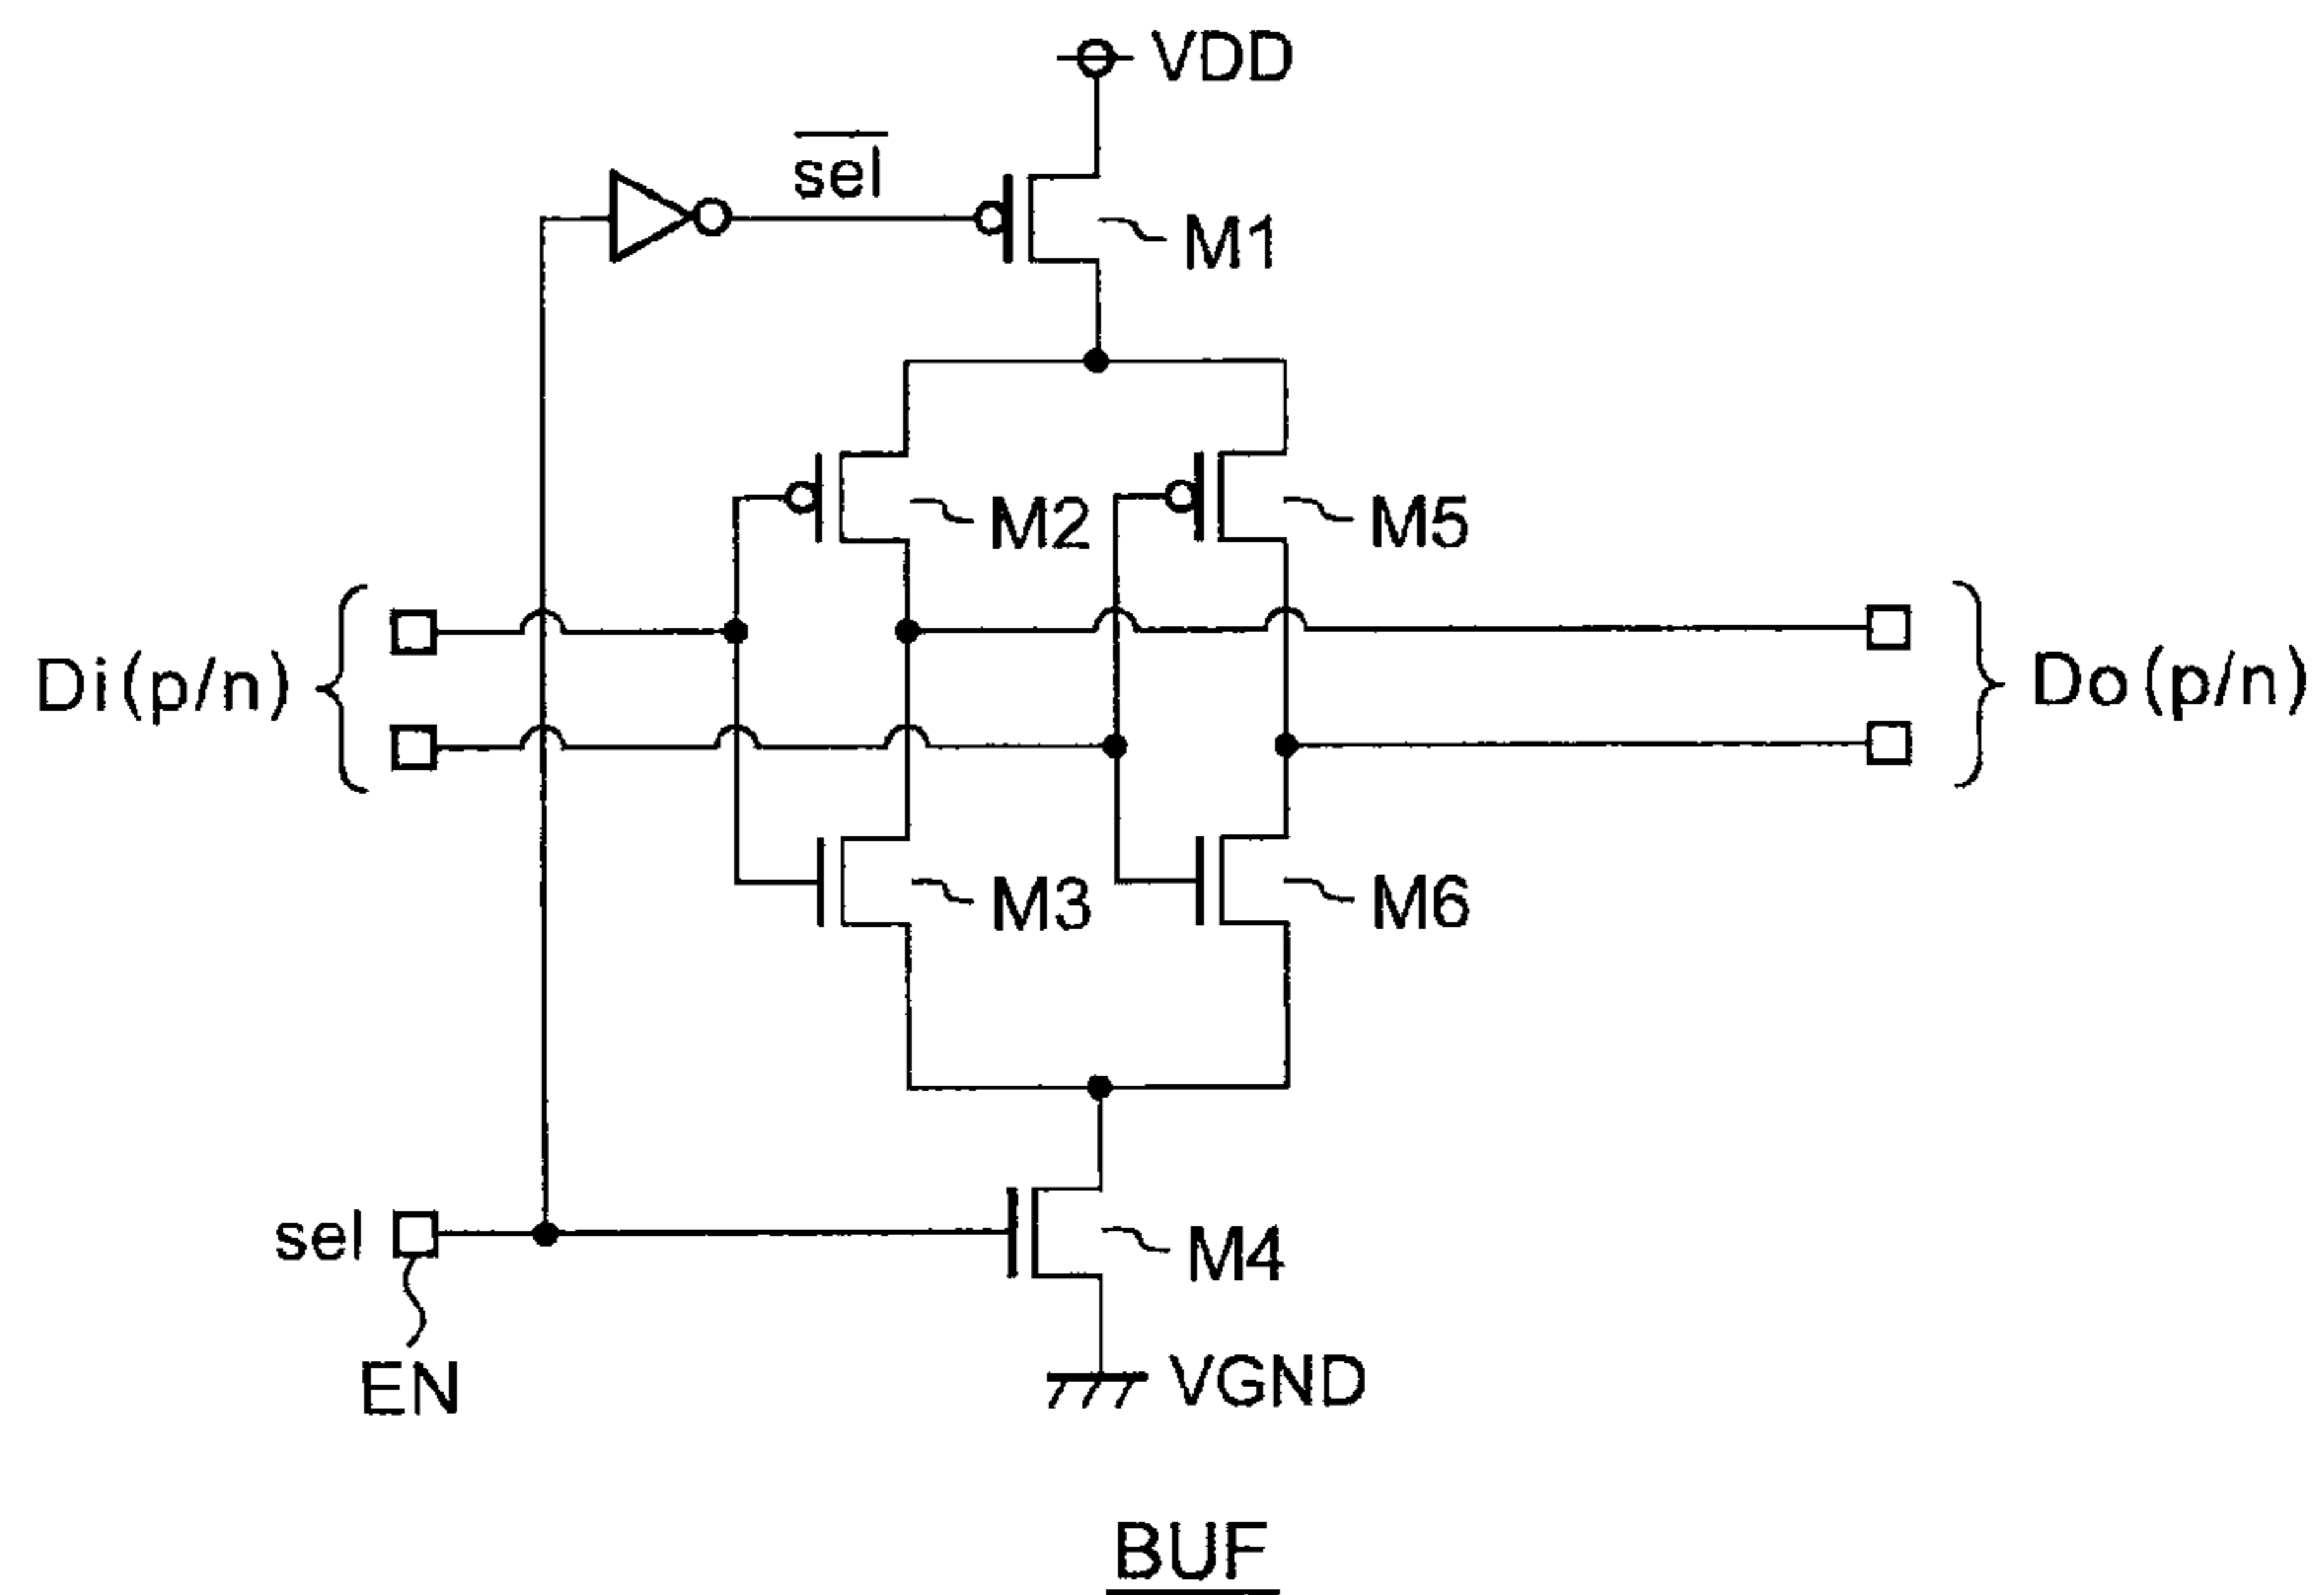 VDD
sel
M1
M2
M5
Di(p/n)
Do(p/n)
M3
M6
sel
M4
EN
VGND
BUF